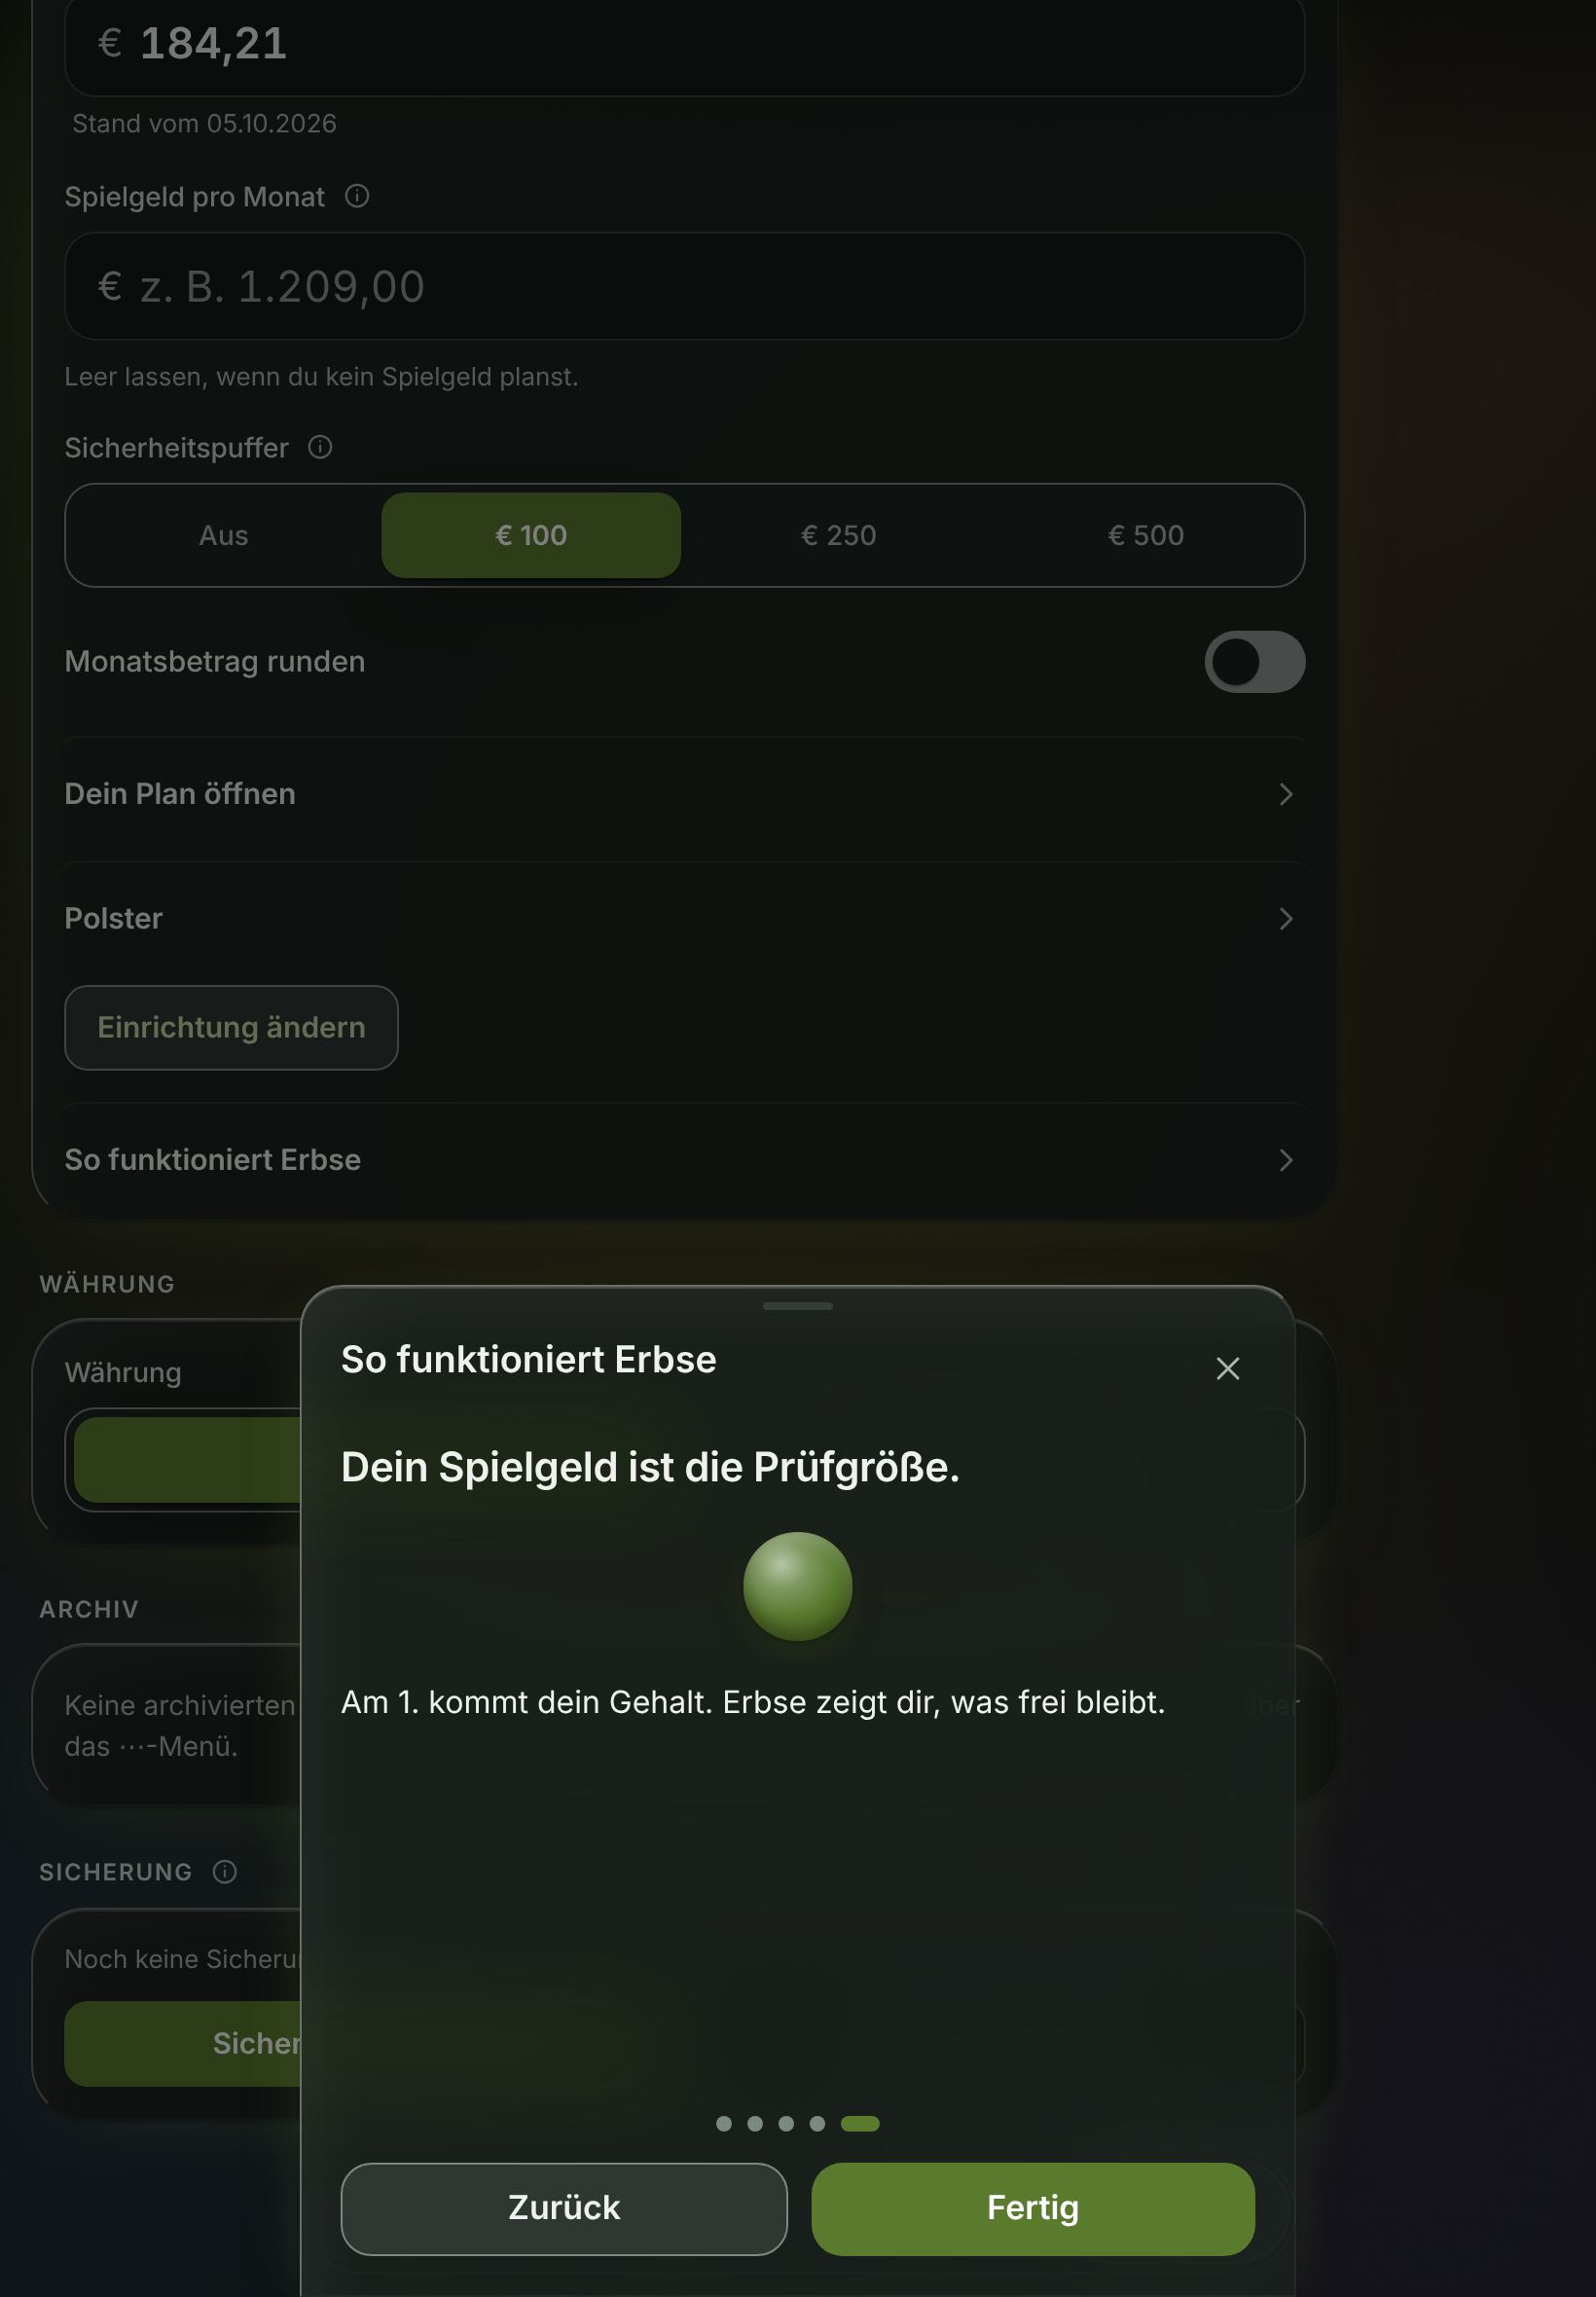 € 184,21
Stand vom 05.10.2026
Spielgeld pro Monat
€ z. B. 1.209,00
Leer lassen, wenn du kein Spielgeld planst.
Sicherheitspuffer
Aus € 100 € 250 € 500
Monatsbetrag runden
Dein Plan öffnen
Polster
Einrichtung ändern
So funktioniert Erbse
WÄHRUNG
Währung
ARCHIV
Keine archivierten
das ···-Menü.
SICHERUNG
Noch keine
So funktioniert Erbse
Dein Spielgeld ist die Prüfgröße.
Am 1. kommt dein Gehalt. Erbse zeigt dir, was frei bleibt.
Zurück
Fertig